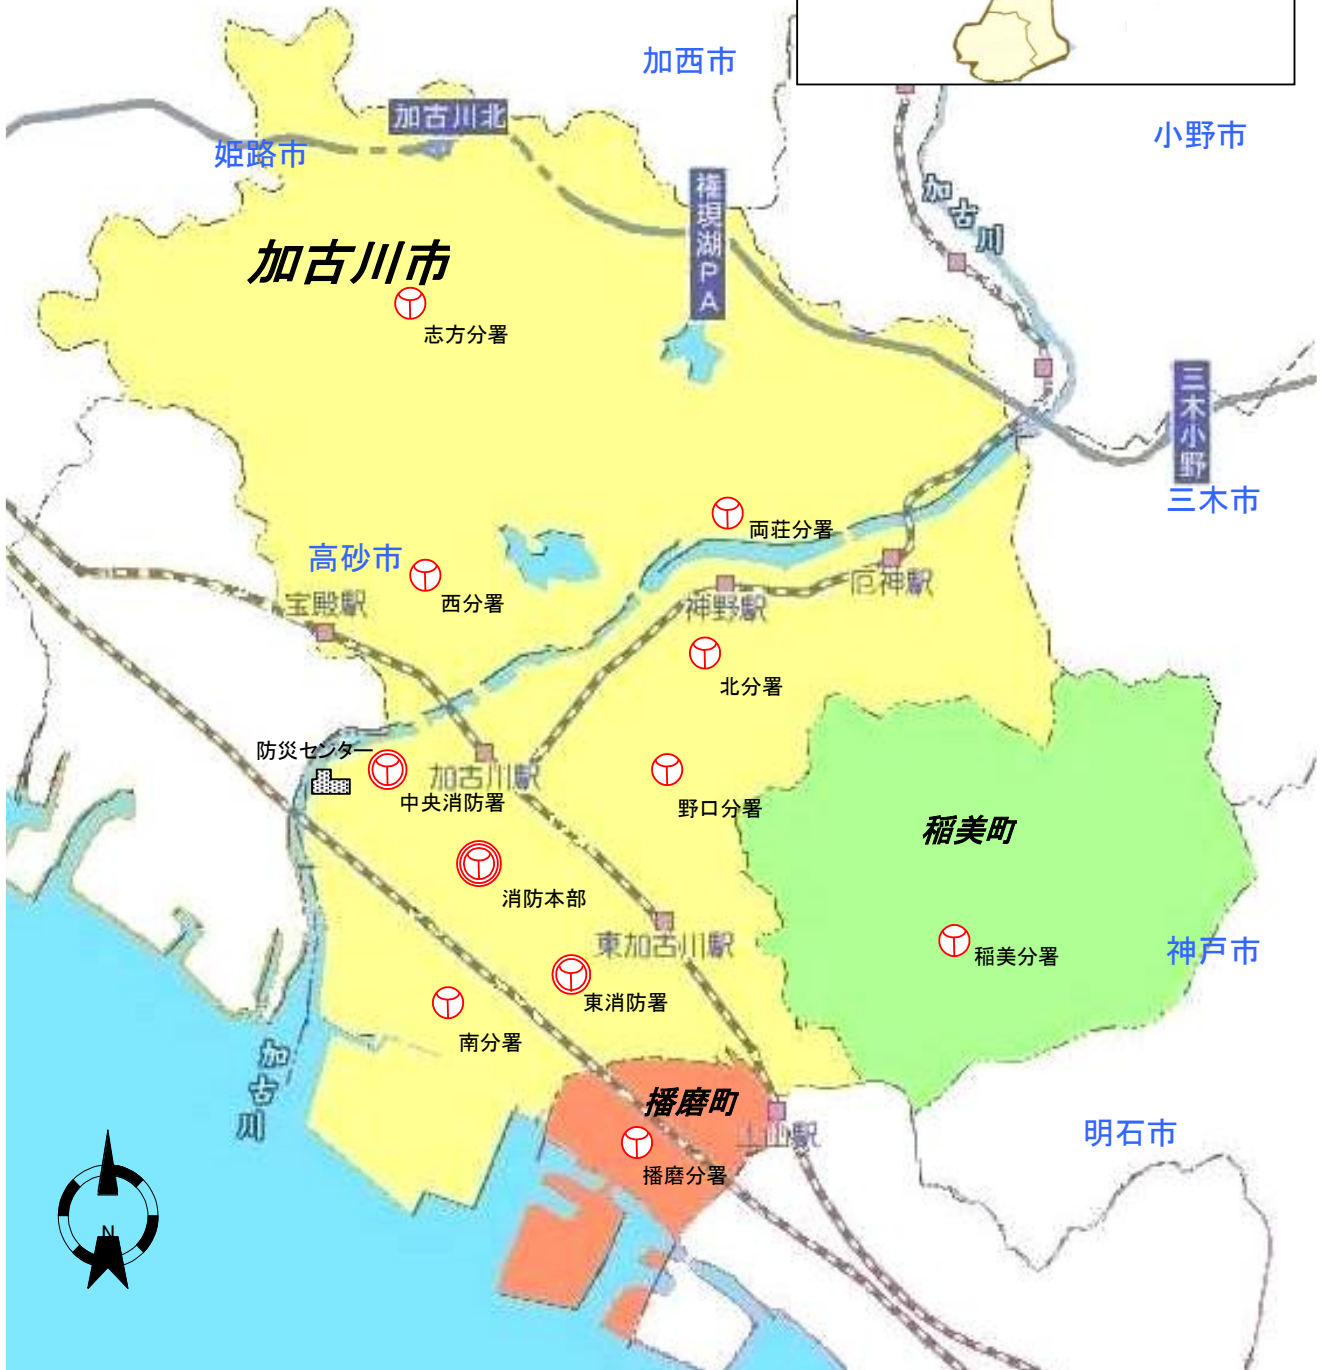 加西市
小野市
加古川北
姫路市
権現湖PA
加古川
加古川市
志方分署
三木小野
三木市
両荘分署
高砂市
西分署
宝殿駅
神野駅
厄神駅
北分署
防災センター
加古川駅
中央消防署
野口分署
稲美町
消防本部
東加古川駅
稲美分署
神戸市
東消防署
南分署
加古川
播磨町
土山駅
明石市
播磨分署
N